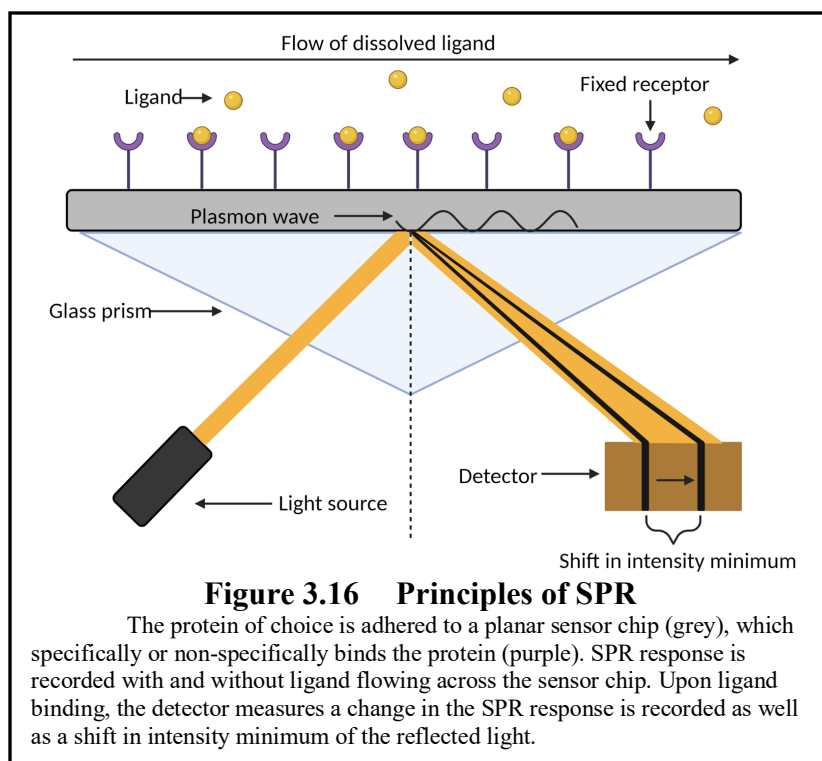 Flow of dissolved ligand
Ligand
Fixed receptor
Plasmon wave
Glass prism
Detector
Light source
Shift in intensity minimum
Figure 3.16 Principles of SPR
The protein of choice is adhered to a planar sensor chip (grey), which
specifically or non-specifically binds the protein (purple). SPR response is
recorded with and without ligand flowing across the sensor chip. Upon ligand
binding, the detector measures a change in the SPR response is recorded as well
as a shift in intensity minimum of the reflected light.